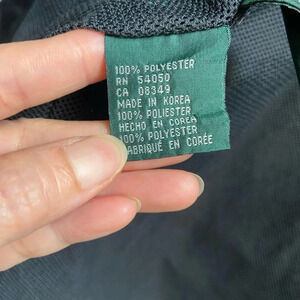 100% POLYESTER
RN 54050
CA 08349
MADE IN KOREA
100% POLIESTER
HECHO EN COREA
100% POLYESTER
FABRIQUÉ EN CORÉE